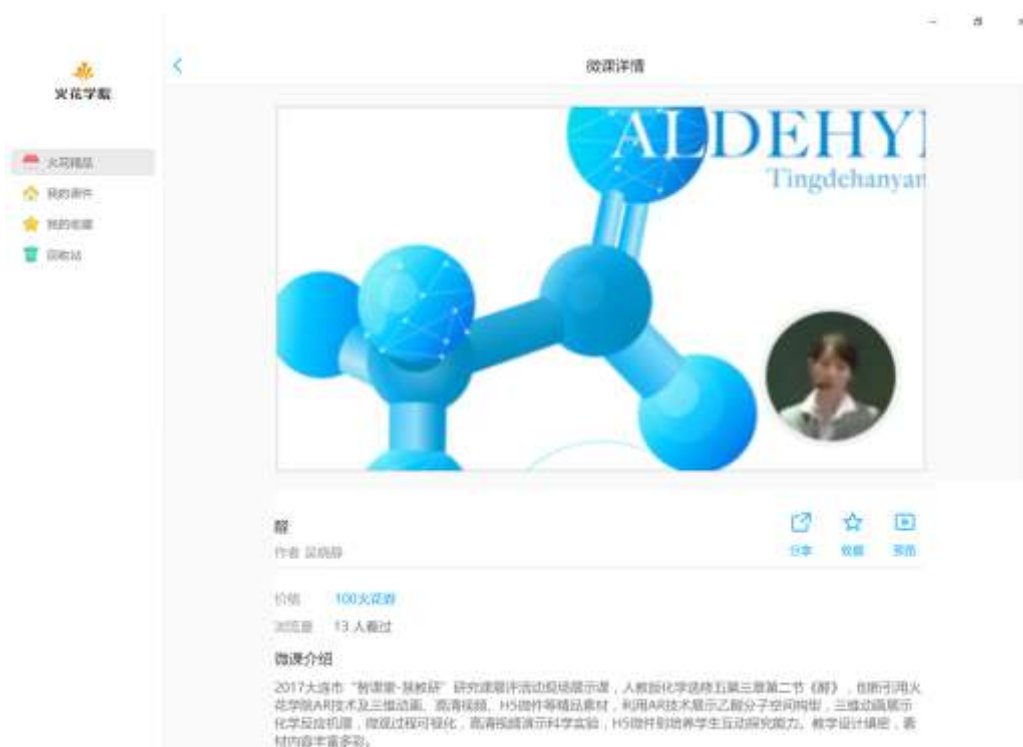 微课详情
火花学院
火花精品
我的课件
我的收藏
回收站
ALDEHY
Tingdehanyan
醛
作者 吴晓静
分享 收藏 预览
价格 100火花券
浏览量 13 人看过
微课介绍
2017大连市“智课堂-慧教研”研究课展评活动现场展示课，人教版化学选修五第三章第二节《醛》，创新引用火
花学院AR技术及三维动画、高清视频、H5微件等精品素材，利用AR技术展示乙醛分子空间构型，三维动画展示
化学反应机理，微观过程可视化，高清视频演示科学实验，H5微件则培养学生互动探究能力。教学设计缜密，素
材内容丰富多彩。